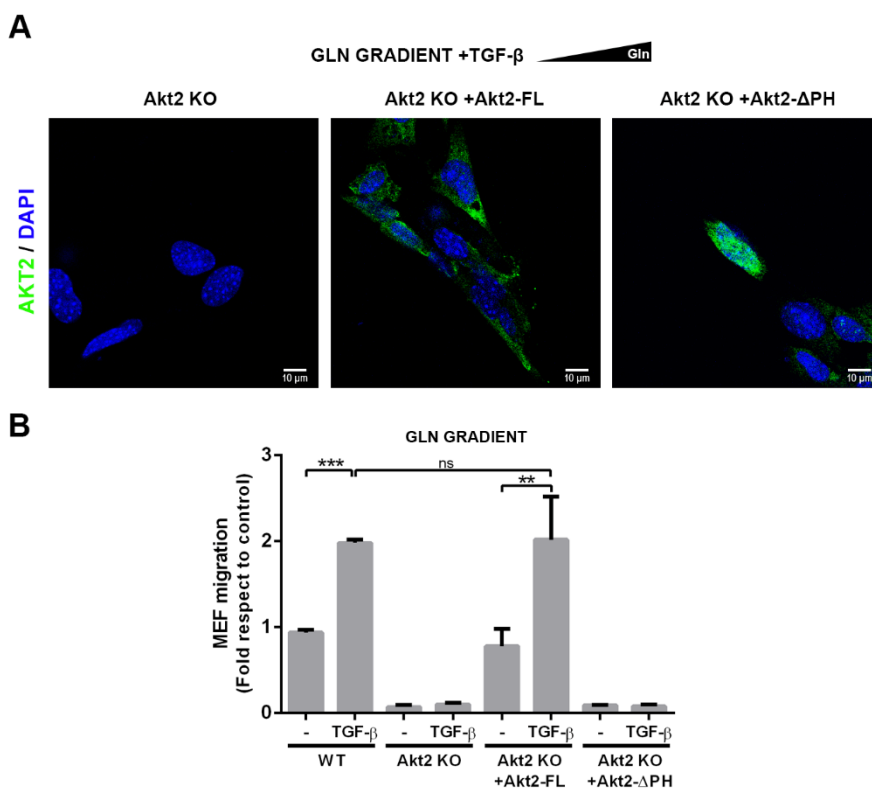 A
GLN GRADIENT +TGF-β
Gln
Akt2 KO
Akt2 KO +Akt2-FL
Akt2 KO +Akt2-ΔPH
AKT2 / DAPI
10 µm
10 µm
10 µm
B
GLN GRADIENT
MEF migration
(Fold respect to control)
3
2
1
0
***
ns
**
- TGF-β - TGF-β - TGF-β - TGF-β
WT Akt2 KO Akt2 KO Akt2 KO
+Akt2-FL +Akt2-ΔPH